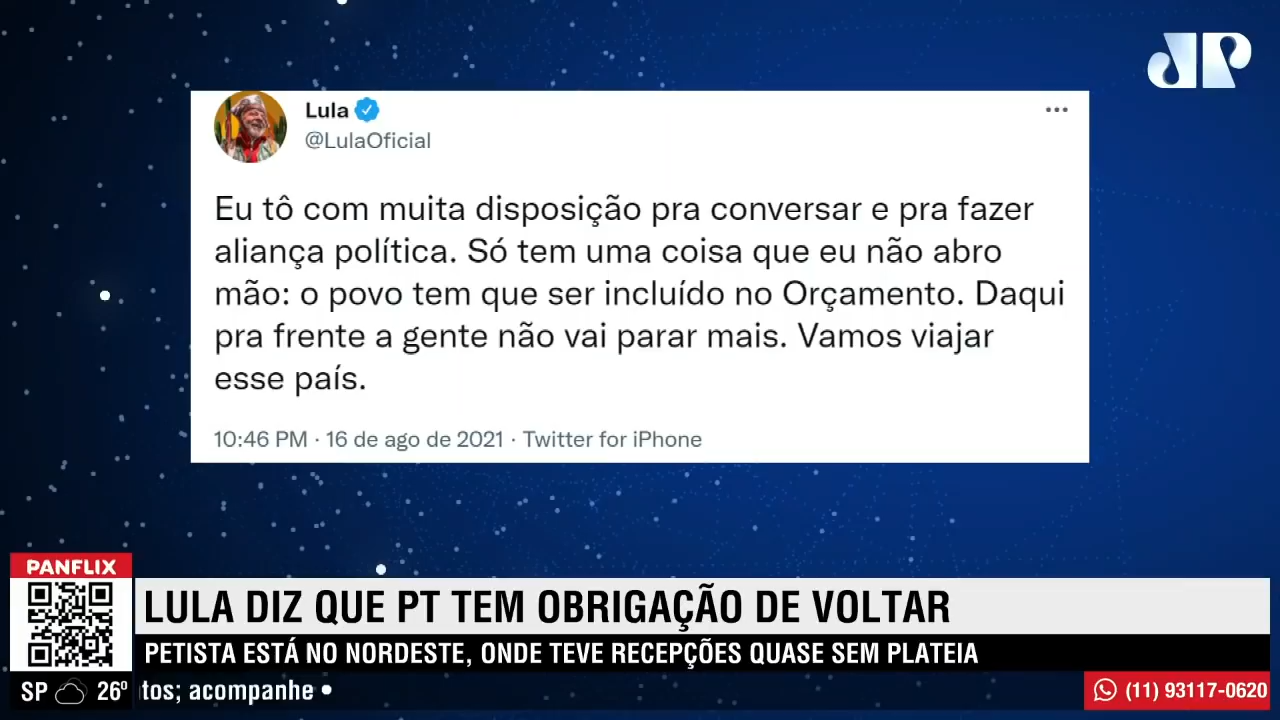 JP
Lula
@LulaOficial
Eu tô com muita disposição pra conversar e pra fazer
aliança política. Só tem uma coisa que eu não abro
mão: o povo tem que ser incluído no Orçamento. Daqui
pra frente a gente não vai parar mais. Vamos viajar
esse país.
10:46 PM · 16 de ago de 2021 · Twitter for iPhone
PANFLIX
LULA DIZ QUE PT TEM OBRIGAÇÃO DE VOLTAR
PETISTA ESTÁ NO NORDESTE, ONDE TEVE RECEPÇÕES QUASE SEM PLATEIA
SP 26º tos; acompanhe •
(11) 93117-0620